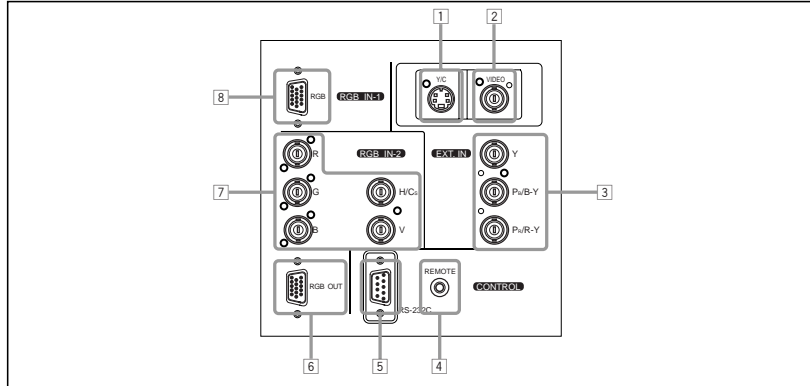 1 2
Y/C VIDEO
8 RGB RGB IN-1
R RGB IN-2 EXT. IN Y
7 G H/Cs PB/B-Y 3
B V PR/R-Y
RGB OUT RS-232C REMOTE CONTROL
6 5 4